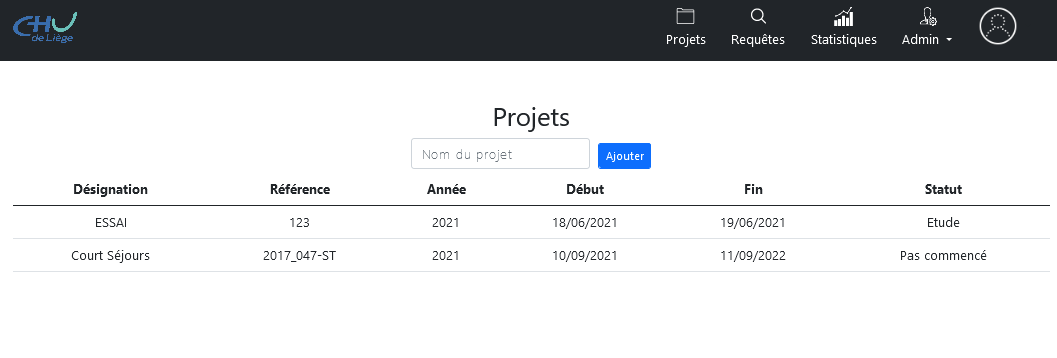 CHU
de Liège
Projets Requêtes Statistiques Admin
Projets
Nom du projet Ajouter
Désignation Référence Année Début Fin Statut
ESSAI 123 2021 18/06/2021 19/06/2021 Etude
Court Séjours 2017_047-ST 2021 10/09/2021 11/09/2022 Pas commencé